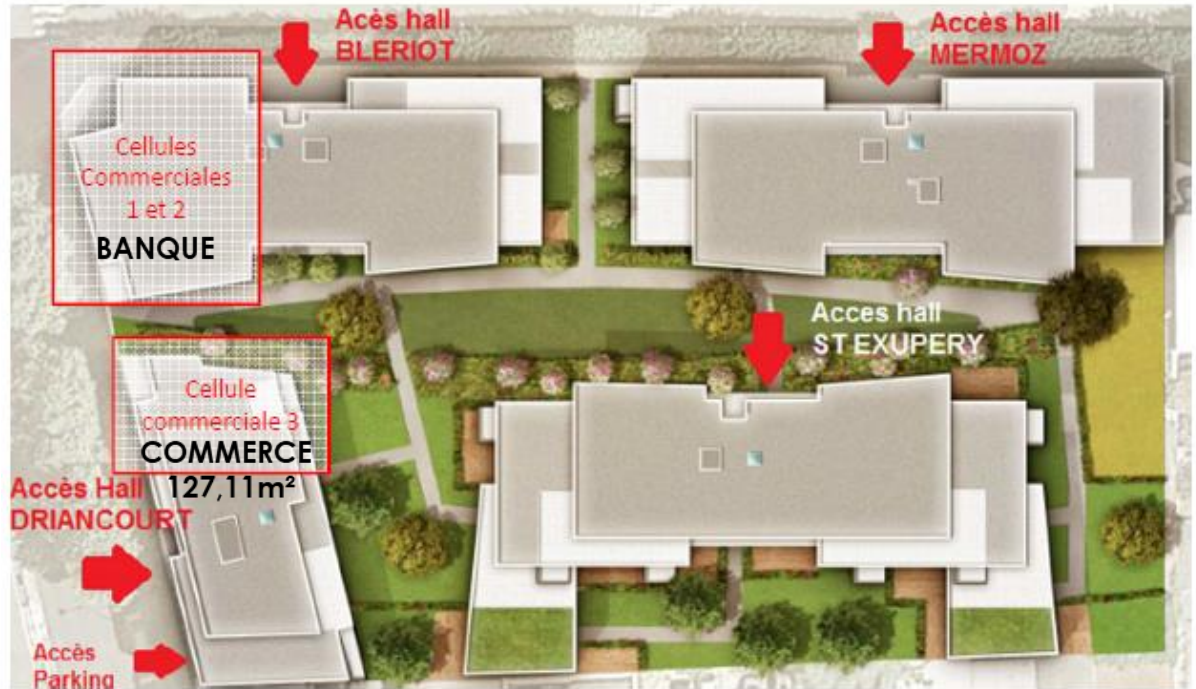 Acès hall
BLERIOT
Accès hall
MERMOZ
Cellules
Commerciales
1 et 2
BANQUE
Acces hall
ST EXUPERY
Cellule
commerciale 3
COMMERCE
127,11m²
Accès Hall
DRIANCOURT
Accès
Parking